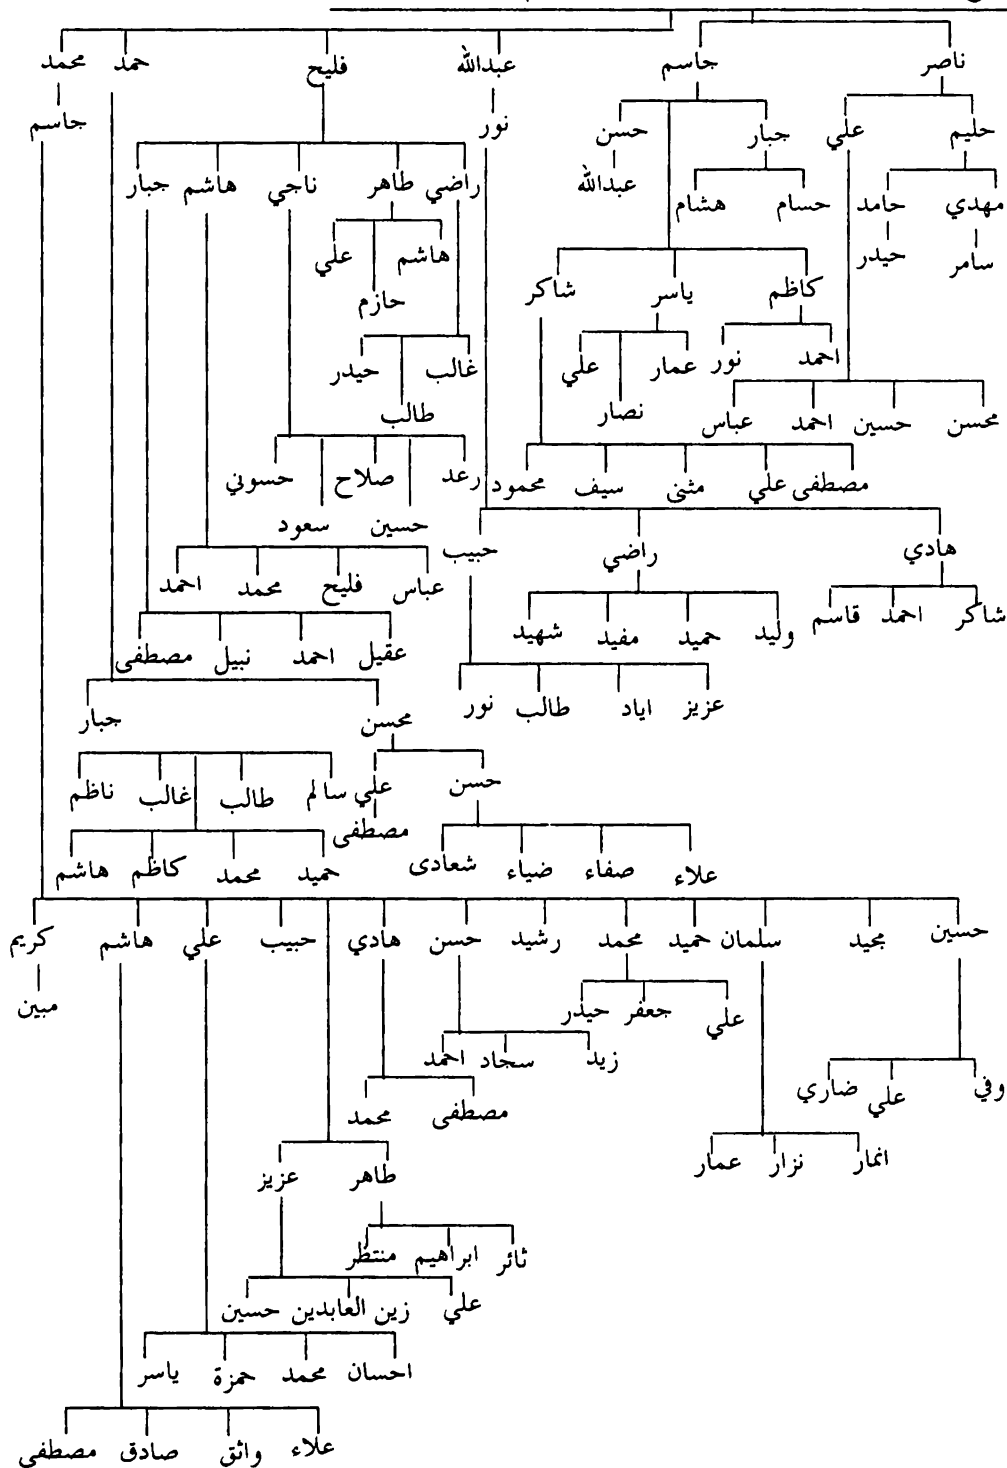 ناصر جاسم عبدالله فليح حمد محمد
حليم علي جبار حسن نور جاسم
مهدي حامد حسام هشام عبدالله راضي طاهر ناجي هاشم جبار
سامر حيدر هاشم علي
كاظم ياسر شاكر حازم
احمد نور عمار علي غالب حيدر
محسن حسين احمد عباس نصار طالب
مصطفى علي مثنى سيف محمود رعد صلاح حسوني
حسين سعود
هادي راضي حبيب
عباس فليح محمد احمد
شاكر احمد قاسم وليد حميد مفيد شهيد
عقيل احمد نبيل مصطفى
عزيز اياد طالب نور محسن جبار
حسن علي سالم طالب غالب ناظم
مصطفى
علاء صفاء ضياء شعادى حميد محمد كاظم هاشم
حسين مجيد سلمان حميد محمد رشيد حسن هادي حبيب علي هاشم كريم
علي جعفر حيدر مبين
زيد سجاد احمد
وفي علي ضاري
مصطفى محمد
انمار نزار عمار
طاهر عزيز
ثائر ابراهيم منتظر
علي زين العابدين حسين
احسان محمد حمزة ياسر
علاء واثق صادق مصطفى